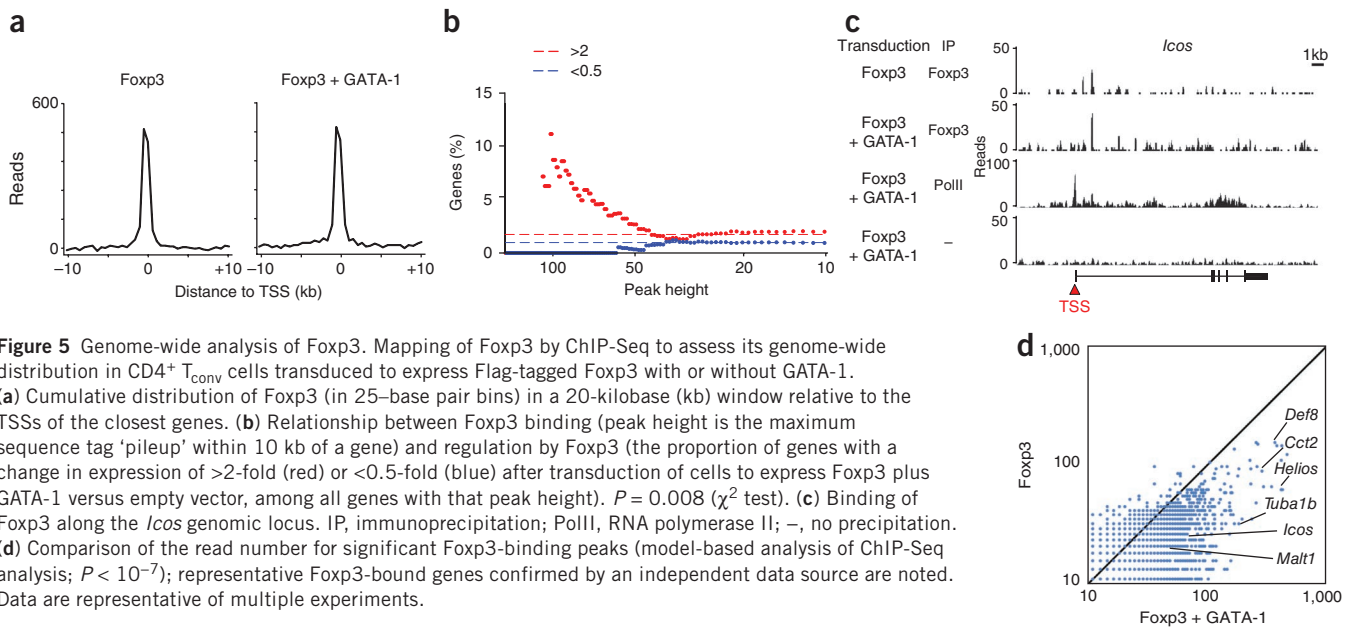 a
Foxp3
Foxp3 + GATA-1
600
Reads
0
–10
0
+10
–10
0
+10
Distance to TSS (kb)
b
>2
<0.5
15
10
5
0
Genes (%)
100
50
20
10
Peak height
c
Transduction IP
Icos
1kb
Foxp3 Foxp3
Foxp3
+ GATA-1
Foxp3
Foxp3
+ GATA-1
PolII
Foxp3
+ GATA-1
–
Reads
50
0
50
0
100
0
50
0
TSS
Figure 5 Genome-wide analysis of Foxp3. Mapping of Foxp3 by ChIP-Seq to assess its genome-wide
distribution in CD4+ Tconv cells transduced to express Flag-tagged Foxp3 with or without GATA-1.
(a) Cumulative distribution of Foxp3 (in 25–base pair bins) in a 20-kilobase (kb) window relative to the
TSSs of the closest genes. (b) Relationship between Foxp3 binding (peak height is the maximum
sequence tag ‘pileup’ within 10 kb of a gene) and regulation by Foxp3 (the proportion of genes with a
change in expression of >2-fold (red) or <0.5-fold (blue) after transduction of cells to express Foxp3 plus
GATA-1 versus empty vector, among all genes with that peak height). P = 0.008 (χ2 test). (c) Binding of
Foxp3 along the Icos genomic locus. IP, immunoprecipitation; PolII, RNA polymerase II; –, no precipitation.
(d) Comparison of the read number for significant Foxp3-binding peaks (model-based analysis of ChIP-Seq
analysis; P < 10−7); representative Foxp3-bound genes confirmed by an independent data source are noted.
Data are representative of multiple experiments.
d
1,000
100
10
Foxp3
Def8
Cct2
Helios
Tuba1b
Icos
Malt1
10
100
1,000
Foxp3 + GATA-1